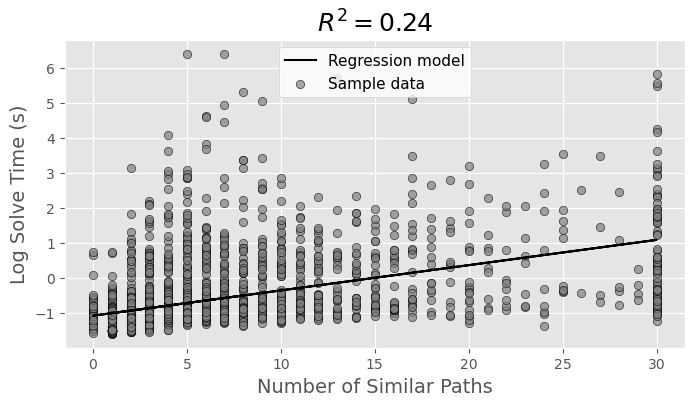 R² = 0.24
Regression model
Sample data
Log Solve Time (s)
6
5
4
3
2
1
0
−1
0 5 10 15 20 25 30
Number of Similar Paths